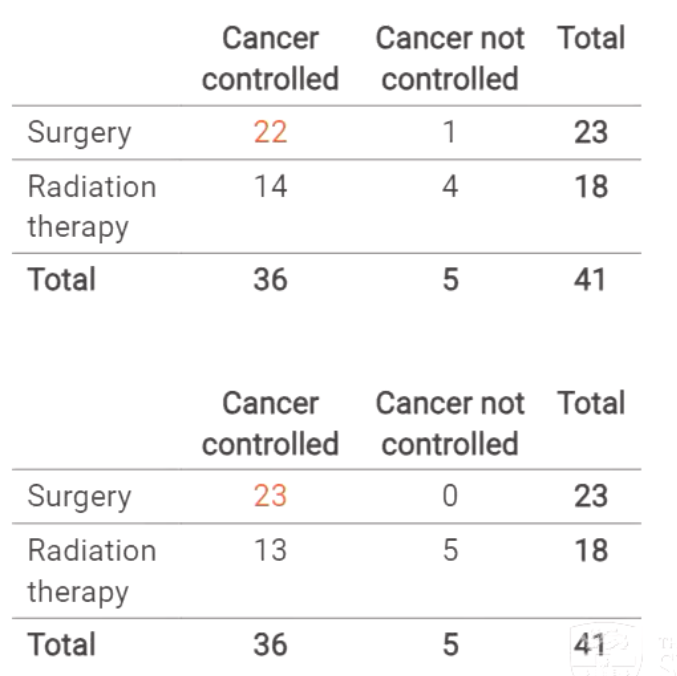 Cancer controlled Cancer not controlled Total
Surgery 22 1 23
Radiation therapy 14 4 18
Total 36 5 41
Cancer controlled Cancer not controlled Total
Surgery 23 0 23
Radiation therapy 13 5 18
Total 36 5 41